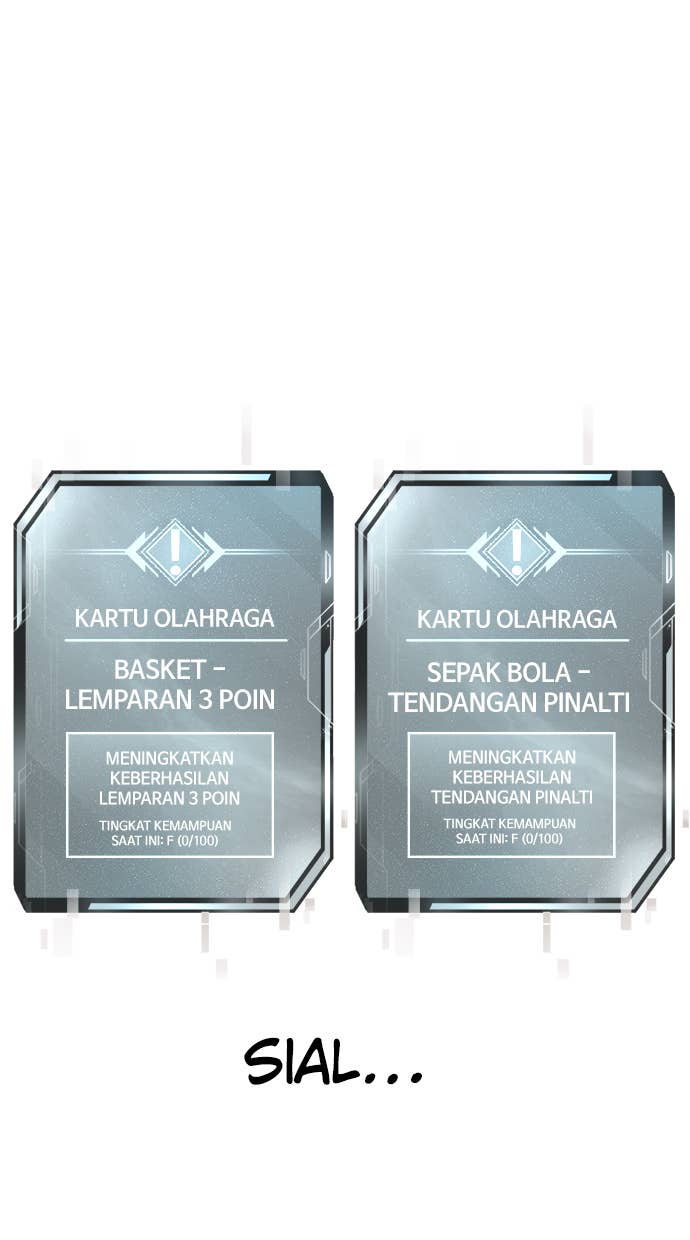 KARTU OLAHRAGA
BASKET –
LEMPARAN 3 POIN
MENINGKATKAN
KEBERHASILAN
LEMPARAN 3 POIN
TINGKAT KEMAMPUAN
SAAT INI: F (0/100)
KARTU OLAHRAGA
SEPAK BOLA –
TENDANGAN PINALTI
MENINGKATKAN
KEBERHASILAN
TENDANGAN PINALTI
TINGKAT KEMAMPUAN
SAAT INI: F (0/100)
SIAL...